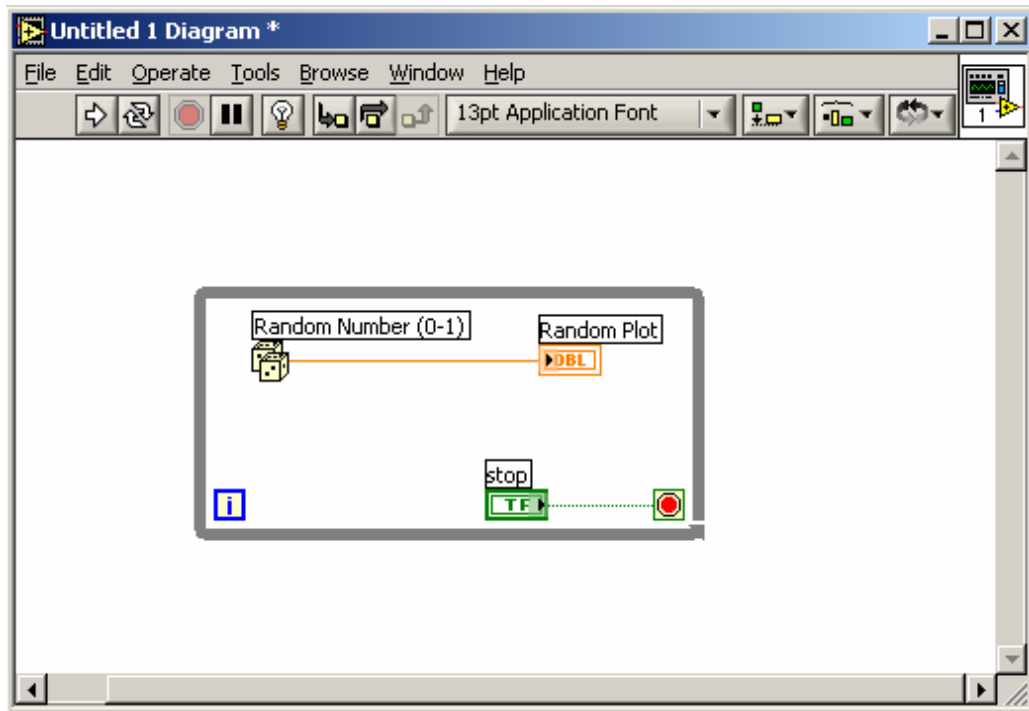 Untitled 1 Diagram *
File Edit Operate Tools Browse Window Help
13pt Application Font
1
Random Number (0-1)
Random Plot
DBL
stop
TF
i